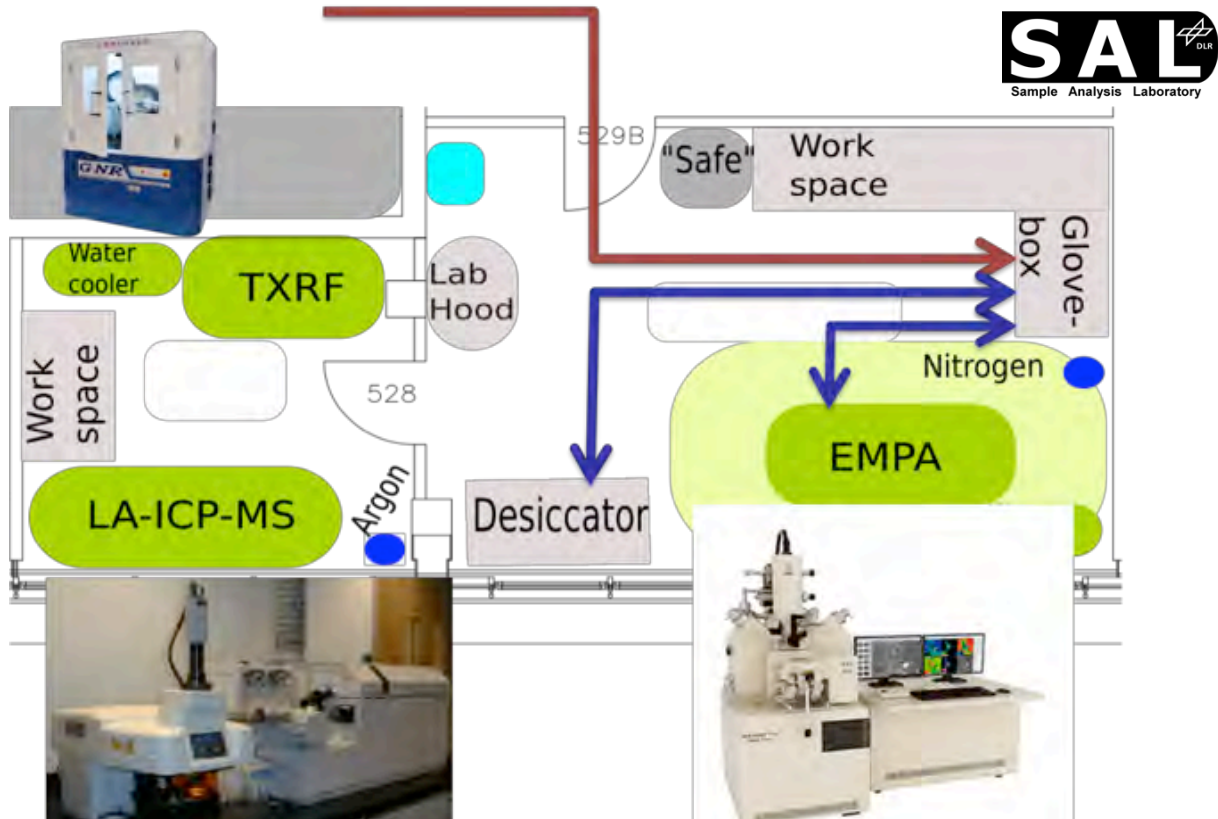 SAL
DLR
Sample Analysis Laboratory
GNR
529B
"Safe"
Work
space
Glove-
box
Water
cooler
TXRF
Lab
Hood
Work
space
528
Nitrogen
EMPA
LA-ICP-MS
Argon
Desiccator